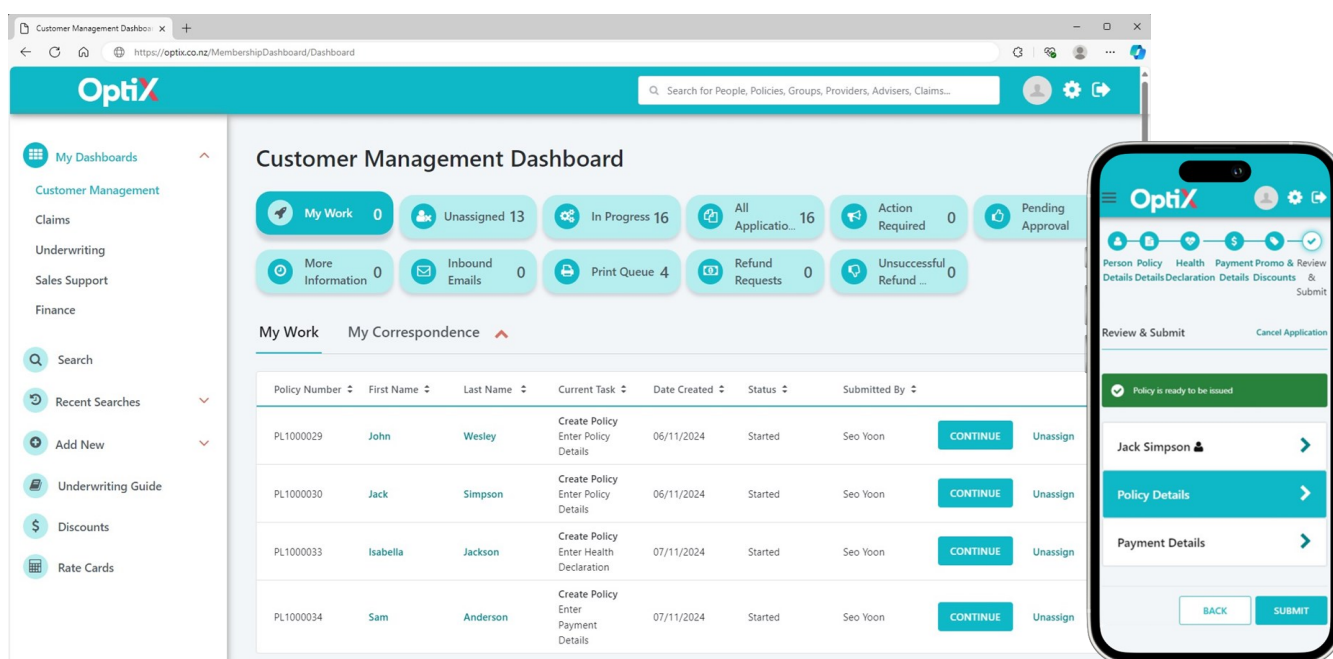 Customer Management Dashboar
https://optix.co.nz/MembershipDashboard/Dashboard
OptiX
Search for People, Policies, Groups, Providers, Advisers, Claims...
My Dashboards
Customer Management
Claims
Underwriting
Sales Support
Finance
Search
Recent Searches
Add New
Underwriting Guide
$ Discounts
Rate Cards
Customer Management Dashboard
My Work 0
Unassigned 13
In Progress 16
All
Applicatio... 16
Action
Required 0
Pending
Approval
More
Information 0
Inbound
Emails 0
Print Queue 4
Refund
Requests 0
Unsuccessful
Refund ... 0
My Work My Correspondence
Policy Number First Name Last Name Current Task Date Created Status Submitted By
PL1000029 John Wesley Create Policy 06/11/2024 Started Seo Yoon CONTINUE Unassign
Enter Policy
Details
PL1000030 Jack Simpson Create Policy 06/11/2024 Started Seo Yoon CONTINUE Unassign
Enter Policy
Details
PL1000033 Isabella Jackson Create Policy 07/11/2024 Started Seo Yoon CONTINUE Unassign
Enter Health
Declaration
PL1000034 Sam Anderson Create Policy 07/11/2024 Started Seo Yoon CONTINUE Unassign
Enter
Payment
Details
OptiX
$
Person Policy Health Payment Promo & Review
Details Details Declaration Details Discounts &
Submit
Review & Submit Cancel Application
Policy is ready to be issued
Jack Simpson
Policy Details
Payment Details
BACK SUBMIT